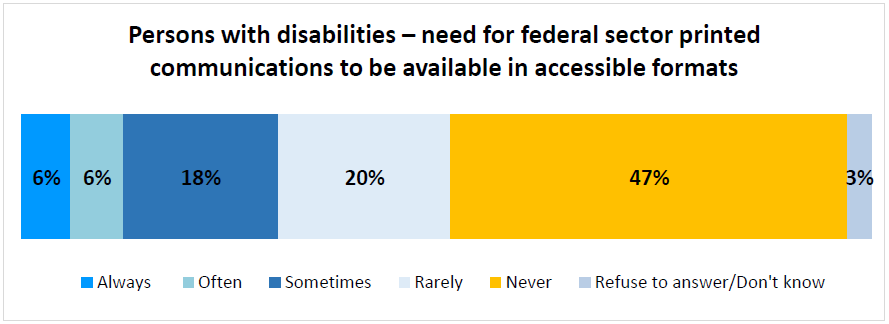 Persons with disabilities – need for federal sector printed
communications to be available in accessible formats
6% 6% 18% 20% 47% 3%
Always Often Sometimes Rarely Never Refuse to answer/Don't know